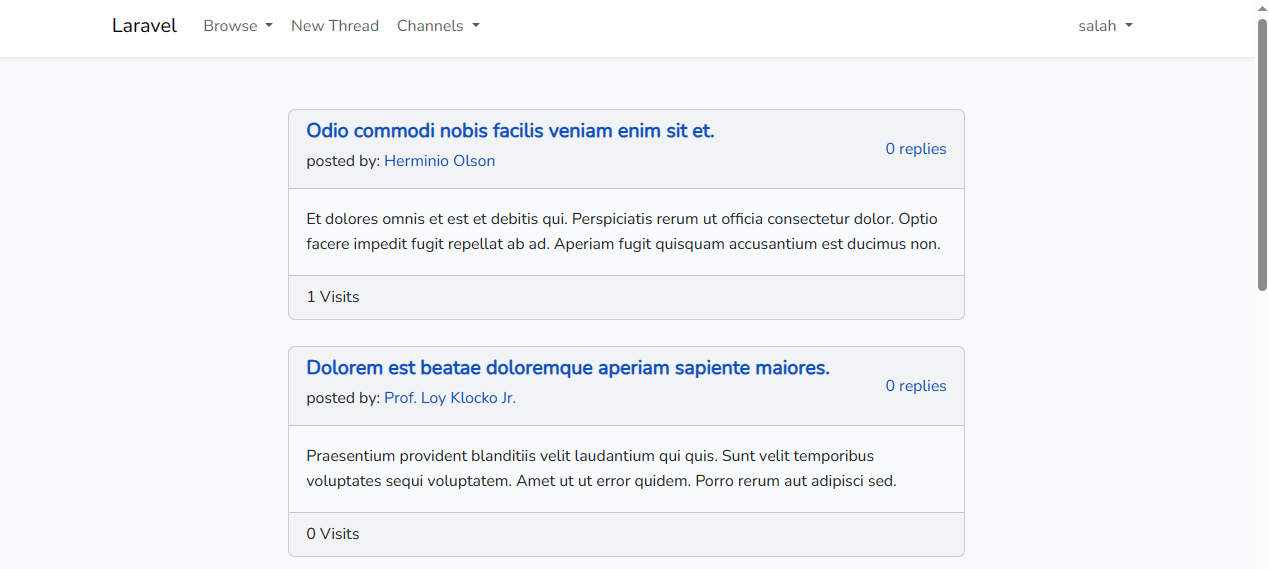 Laravel Browse New Thread Channels salah
Odio commodi nobis facilis veniam enim sit et.
posted by: Herminio Olson
0 replies
Et dolores omnis et est et debitis qui. Perspiciatis rerum ut officia consectetur dolor. Optio
facere impedit fugit repellat ab ad. Aperiam fugit quisquam accusantium est ducimus non.
1 Visits
Dolorem est beatae doloremque aperiam sapiente maiores.
posted by: Prof. Loy Klocko Jr.
0 replies
Praesentium provident blanditiis velit laudantium qui quis. Sunt velit temporibus
voluptates sequi voluptatem. Amet ut ut error quidem. Porro rerum aut adipisci sed.
0 Visits